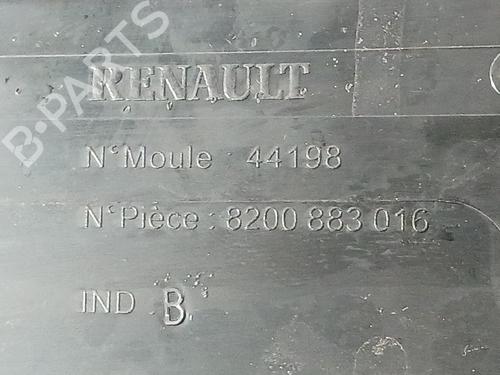 B-PARTS
RENAULT
N°Moule : 44198
N°Pièce : 8200 883 016
IND B